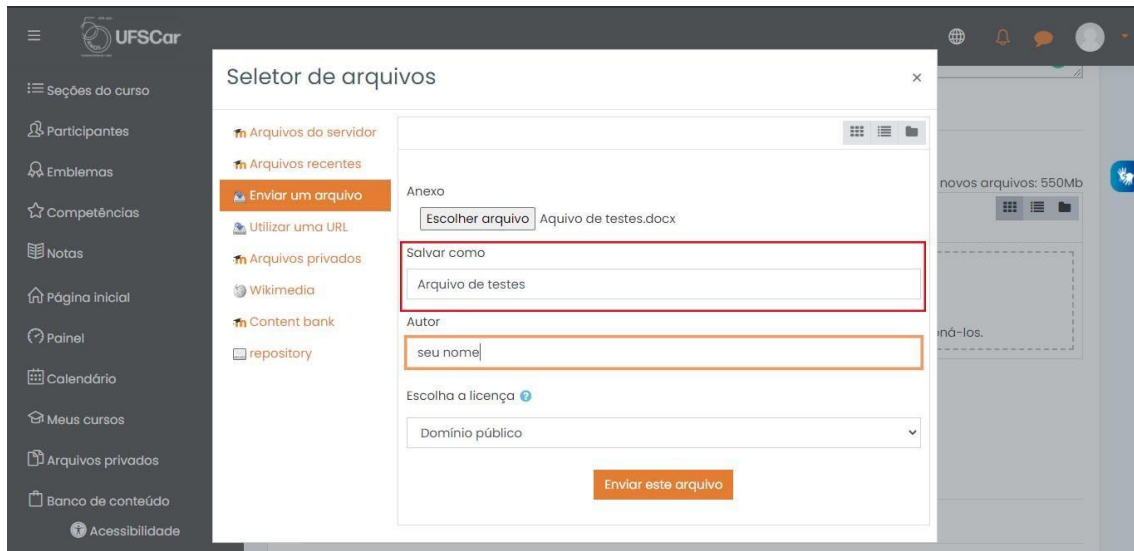 UFSCar
Seções do curso
Participantes
Emblemas
Competências
Notas
Página inicial
Painel
Calendário
Meus cursos
Arquivos privados
Banco de conteúdo
Acessibilidade
Seletor de arquivos
×
Arquivos do servidor
Arquivos recentes
Enviar um arquivo
Utilizar uma URL
Arquivos privados
Wikimedia
Content bank
repository
Anexo
Escolher arquivo Aquivo de testes.docx
Salvar como
Arquivo de testes
Autor
seu nome
Escolha a licença ?
Domínio público
Enviar este arquivo
novos arquivos: 550Mb
ená-los.